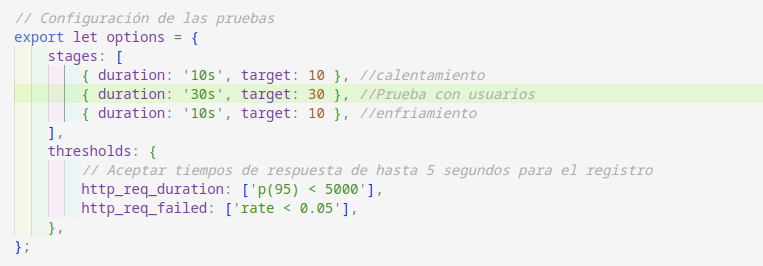 // Configuración de las pruebas
export let options = {
    stages: [
        { duration: '10s', target: 10 }, //calentamiento
        { duration: '30s', target: 30 }, //Prueba con usuarios
        { duration: '10s', target: 10 }, //enfriamiento
    ],
    thresholds: {
        // Aceptar tiempos de respuesta de hasta 5 segundos para el registro
        http_req_duration: ['p(95) < 5000'],
        http_req_failed: ['rate < 0.05'],
    },
};